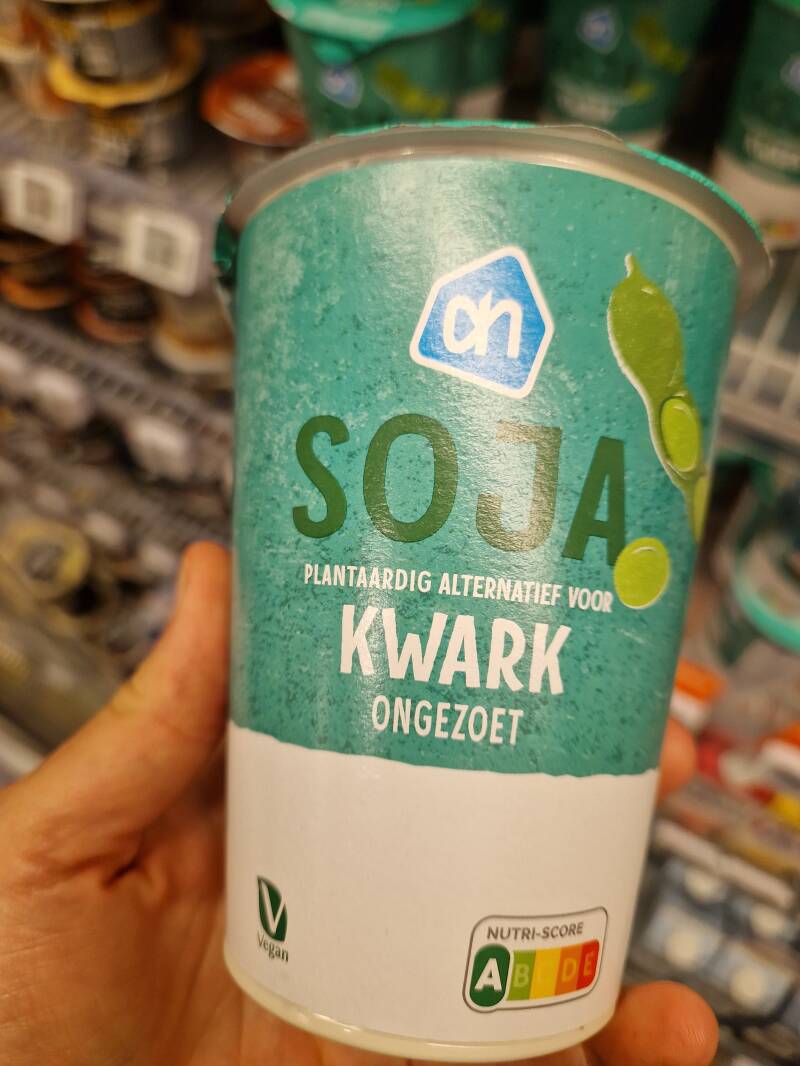 ah
SOJA
PLANTAARDIG ALTERNATIEF VOOR
KWARK
ONGEZOET
V
Vegan
NUTRI-SCORE
A B C D E